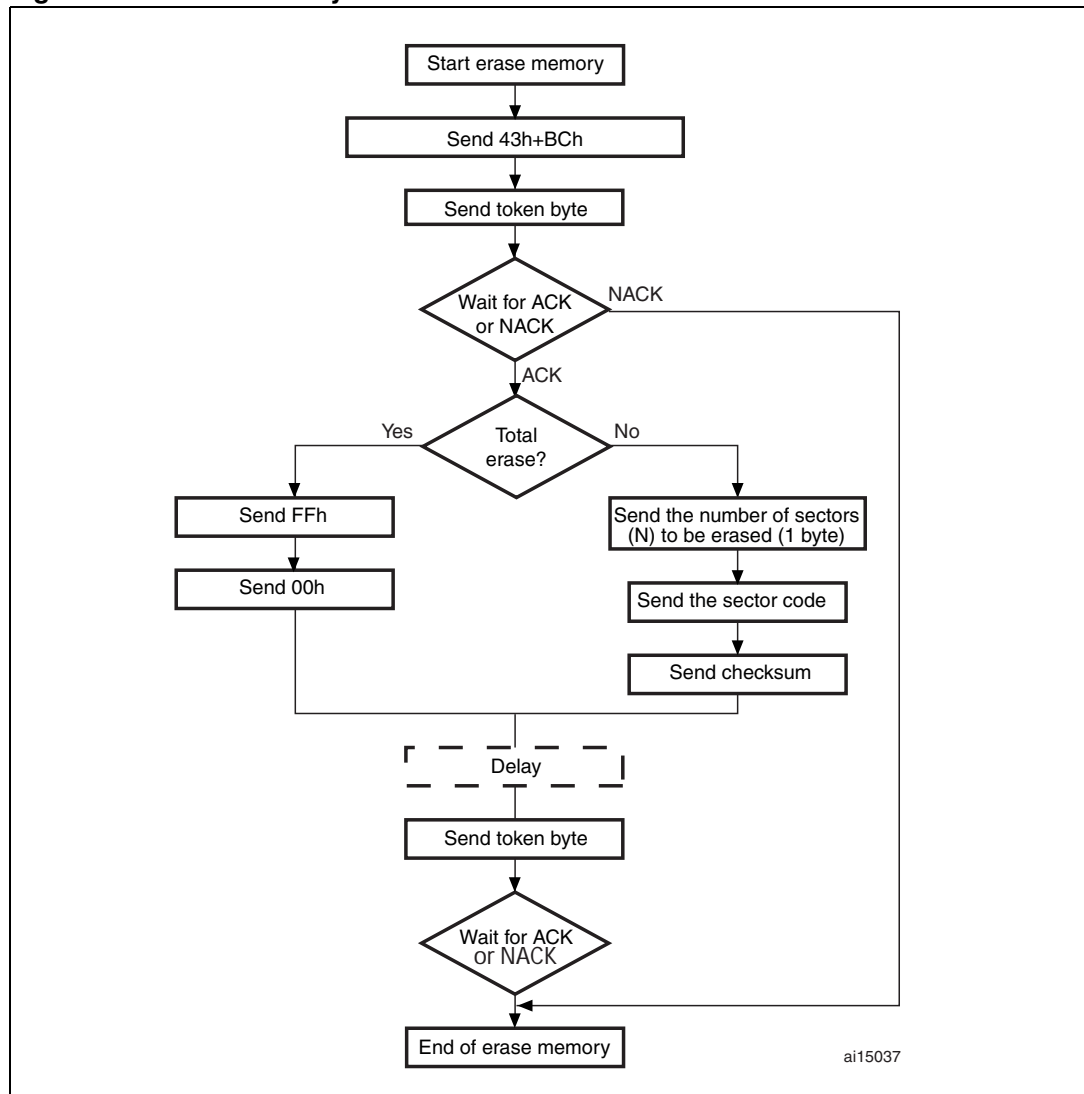 Start erase memory
Send 43h+BCh
Send token byte
Wait for ACK
or NACK
NACK
ACK
Yes
Total
erase?
No
Send FFh
Send the number of sectors
(N) to be erased (1 byte)
Send 00h
Send the sector code
Send checksum
Delay
Send token byte
Wait for ACK
or NACK
End of erase memory
ai15037